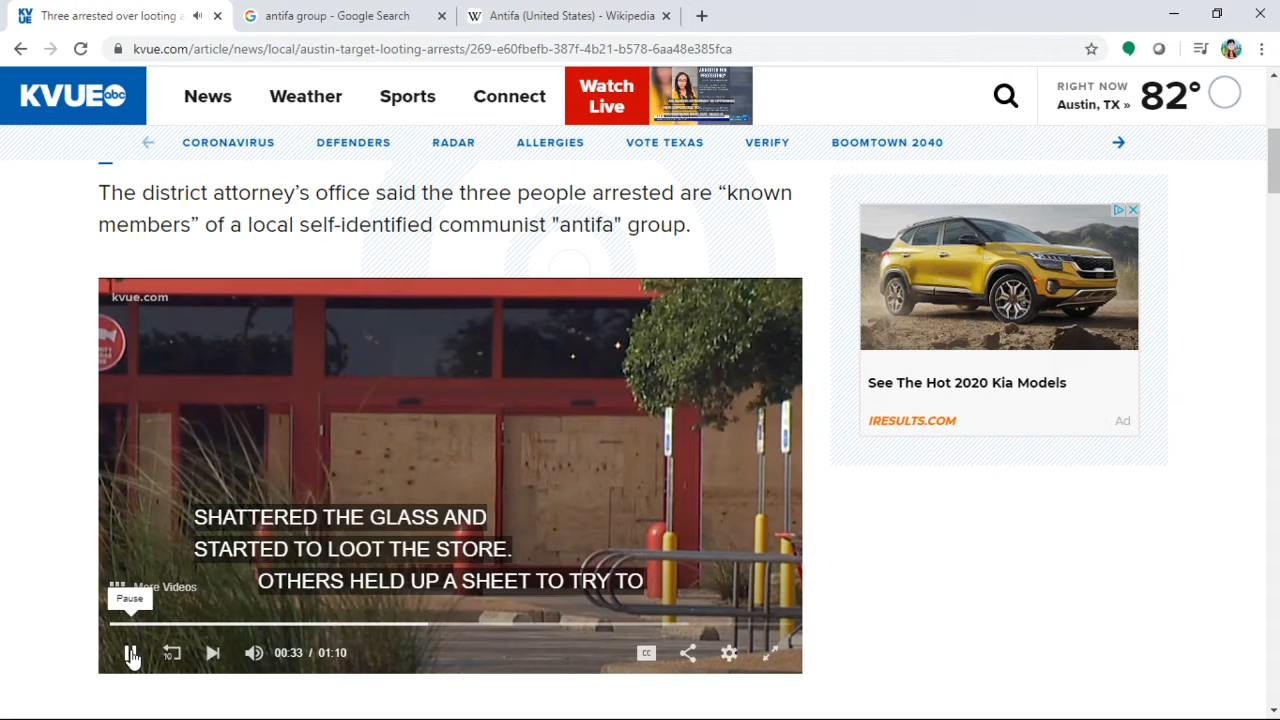 Three arrested over looting a
antifa group - Google Search
Antifa (United States) - Wikipedia
kvue.com/article/news/local/austin-target-looting-arrests/269-e60fbefb-387f-4b21-b578-6aa48e385fca
KV
UE
KVUE abc
News
Weather
Sports
Connect
Watch
Live
RIGHT NOW
Austin, TX »
82°
CORONAVIRUS
DEFENDERS
RADAR
ALLERGIES
VOTE TEXAS
VERIFY
BOOMTOWN 2040
The district attorney's office said the three people arrested are “known
members” of a local self-identified communist "antifa" group.
kvue.com
SHATTERED THE GLASS AND
STARTED TO LOOT THE STORE.
OTHERS HELD UP A SHEET TO TRY TO
More Videos
Pause
10
00:33 / 01:10
CC
See The Hot 2020 Kia Models
IRESULTS.COM
Ad